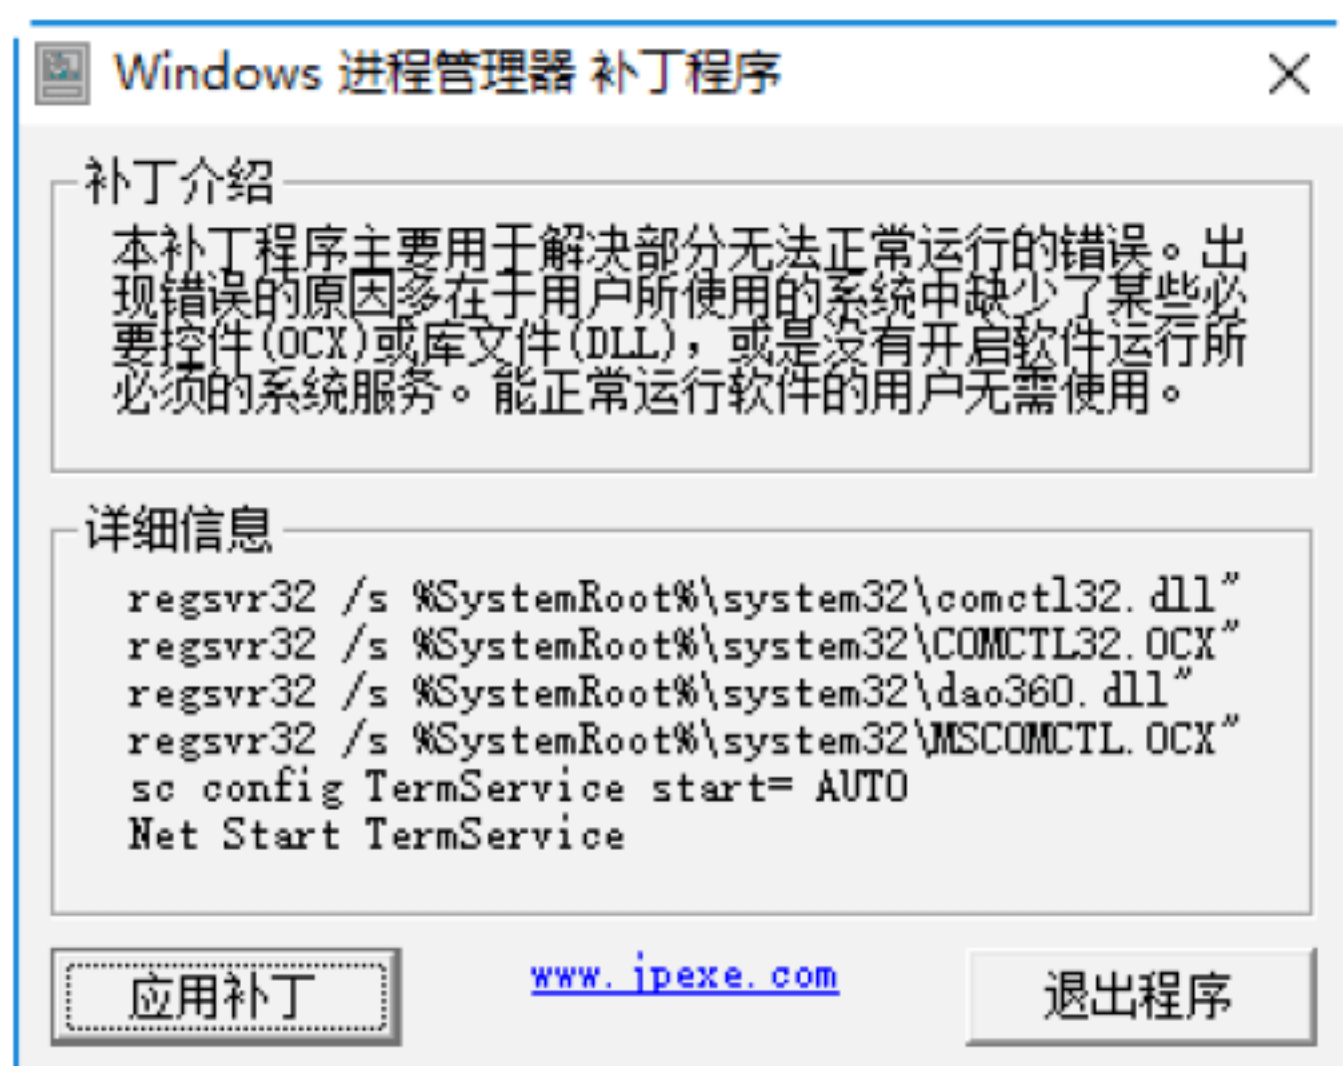 Windows 进程管理器 补丁程序
补丁介绍
本补丁程序主要用于解决部分无法正常运行的错误。出
现错误的原因多在于用户所使用的系统中缺少了某些必
要控件(OCX)或库文件(DLL)，或是没有开启软件运行所
必须的系统服务。能正常运行软件的用户无需使用。
详细信息
regsvr32 /s %SystemRoot%\system32\comctl32.dll"
regsvr32 /s %SystemRoot%\system32\COMCTL32.OCX"
regsvr32 /s %SystemRoot%\system32\dao360.dll"
regsvr32 /s %SystemRoot%\system32\MSCOMCTL.OCX"
sc config TermService start= AUTO
Net Start TermService
应用补丁
www.jpexe.com
退出程序